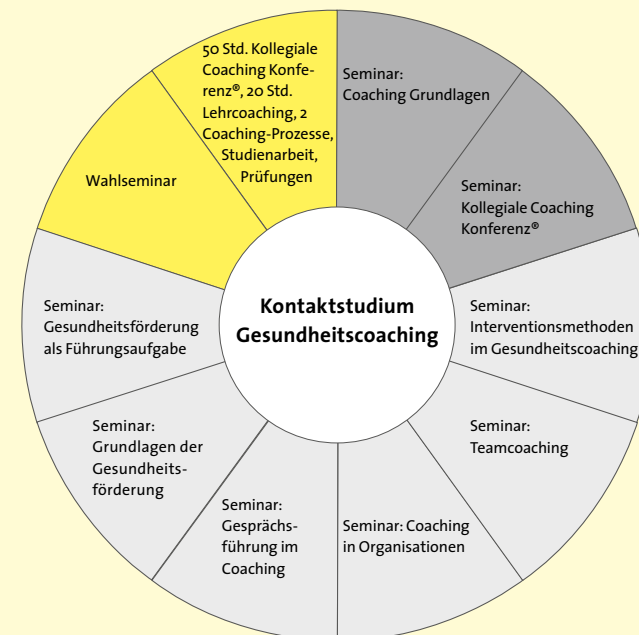 50 Std. Kollegiale
Coaching Konfe-
renz®, 20 Std.
Lehrcoaching, 2
Coaching-Prozesse,
Studienarbeit,
Prüfungen
Seminar:
Coaching Grundlagen
Seminar:
Kollegiale Coaching
Konferenz®
Seminar:
Interventionsmethoden
im Gesundheitscoaching
Seminar:
Teamcoaching
Seminar: Coaching
in Organisationen
Seminar:
Gesprächs-
führung im
Coaching
Seminar:
Grundlagen der
Gesundheits-
förderung
Seminar:
Gesundheitsförderung
als Führungsaufgabe
Wahlseminar
Kontaktstudium
Gesundheitscoaching